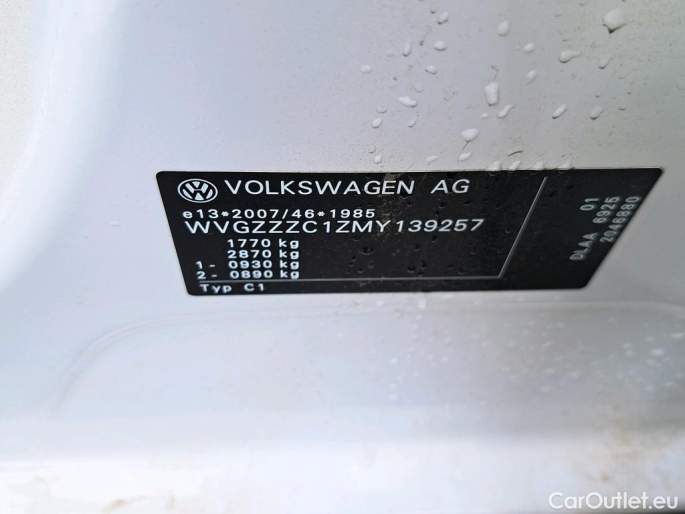 VOLKSWAGEN AG
e13*2007/46*1985
WVGZZZC1ZMY139257
1770 kg
2870 kg
1 - 0930 kg
2 - 0890 kg
Typ C1
01
DLAA 6925
2046880
CarOutlet.eu